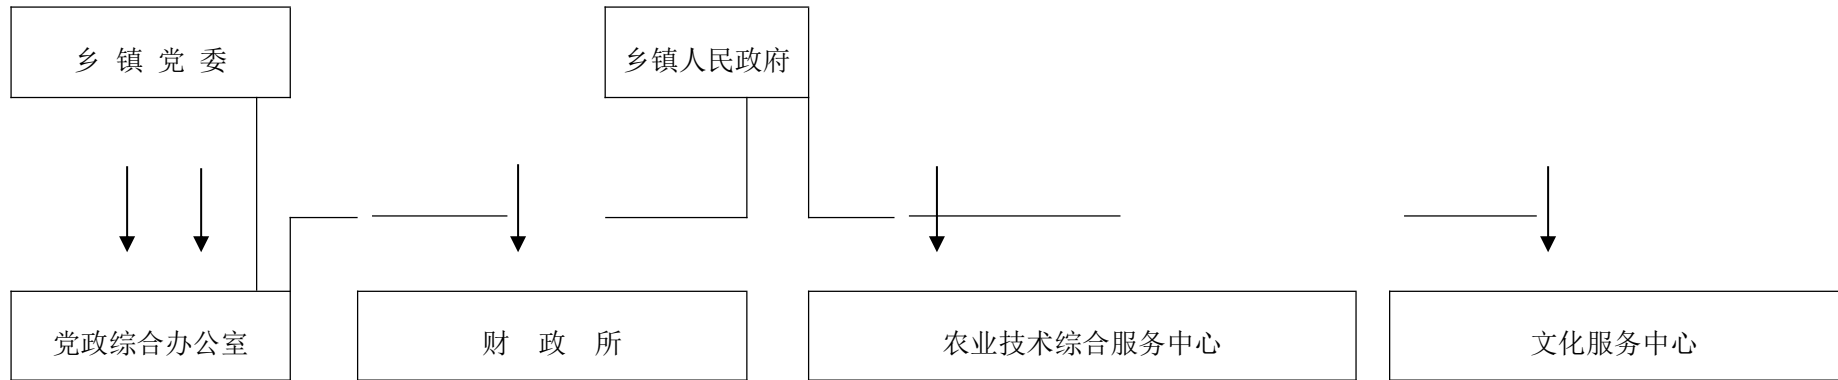 乡 镇 党 委
乡镇人民政府
党政综合办公室
财 政 所
农业技术综合服务中心
文化服务中心